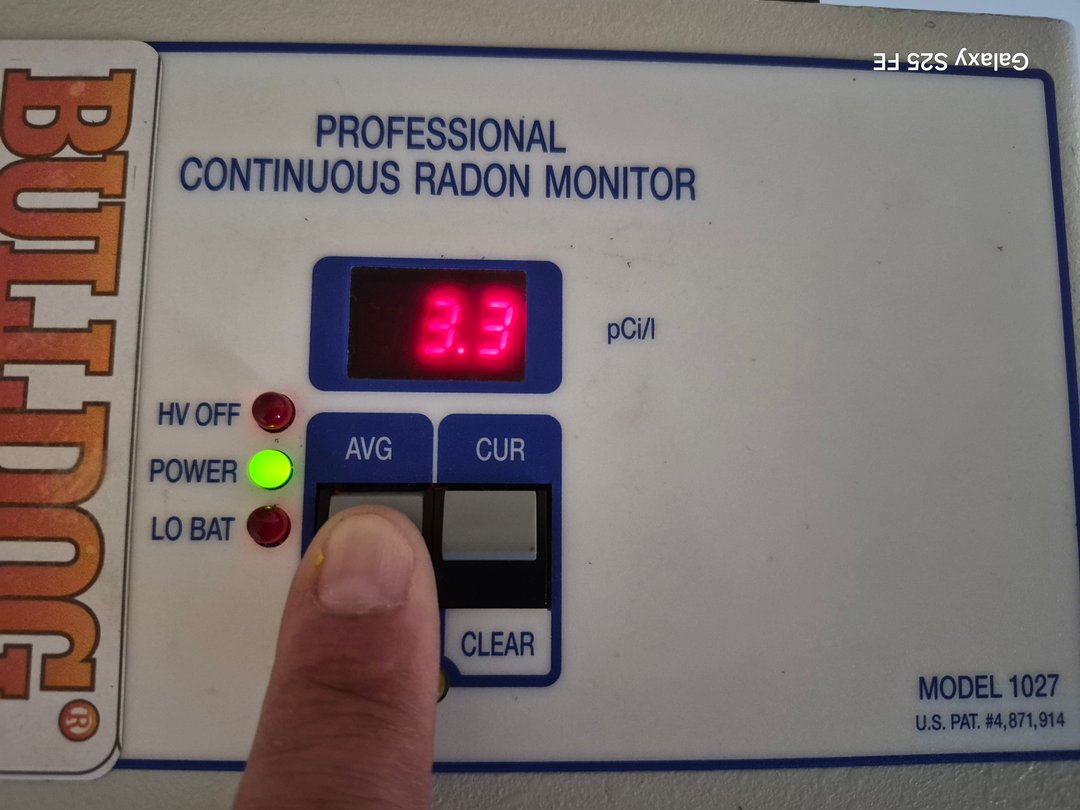 Galaxy S25 FE
BULLDOG®
PROFESSIONAL
CONTINUOUS RADON MONITOR
3.3
pCi/l
HV OFF
POWER
LO BAT
AVG
CUR
CLEAR
MODEL 1027
U.S. PAT. #4,871,914